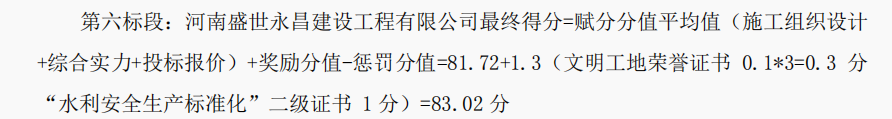 第六标段：河南盛世永昌建设工程有限公司最终得分=赋分分值平均值（施工组织设计
+综合实力+投标报价）+奖励分值-惩罚分值=81.72+1.3（文明工地荣誉证书 0.1*3=0.3 分
“水利安全生产标准化”二级证书 1 分）=83.02 分